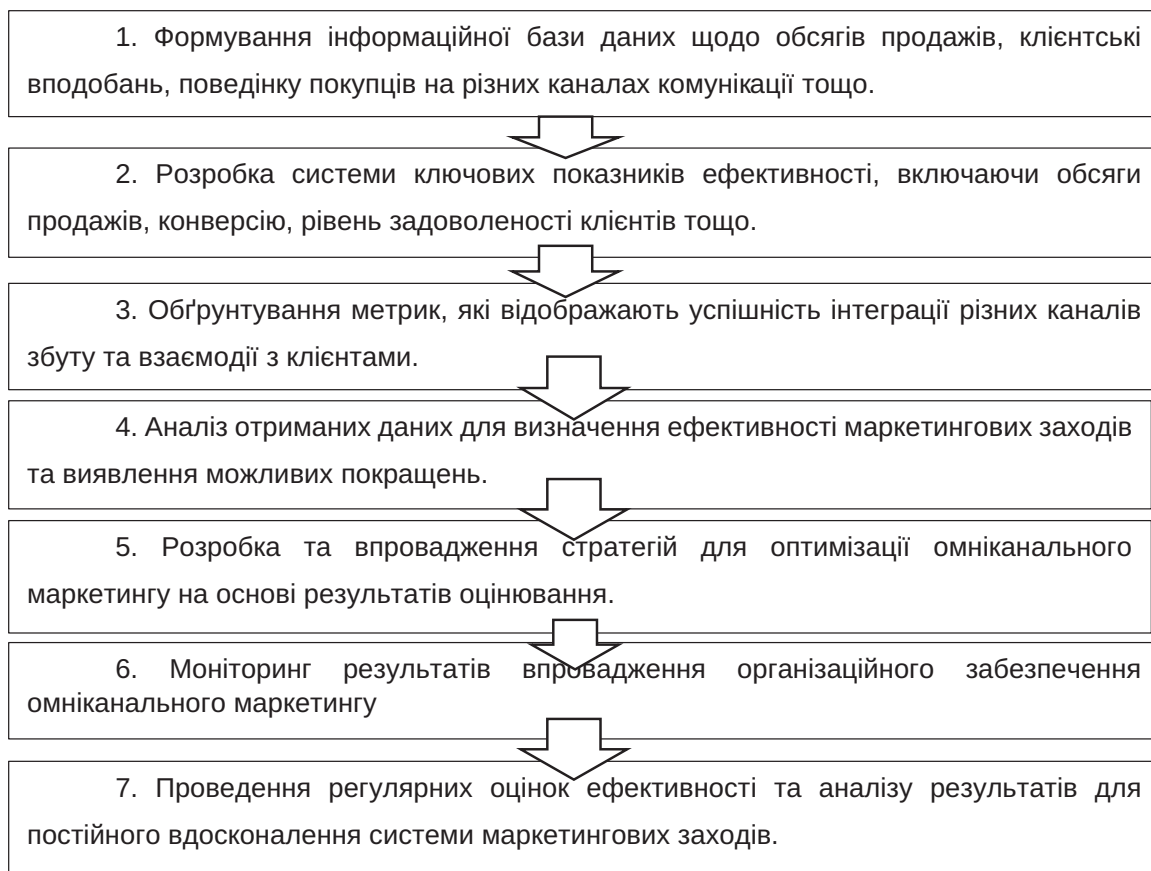 1. Формування інформаційної бази даних щодо обсягів продажів, клієнтські
вподобань, поведінку покупців на різних каналах комунікації тощо.
2. Розробка системи ключових показників ефективності, включаючи обсяги
продажів, конверсію, рівень задоволеності клієнтів тощо.
3. Обґрунтування метрик, які відображають успішність інтеграції різних каналів
збуту та взаємодії з клієнтами.
4. Аналіз отриманих даних для визначення ефективності маркетингових заходів
та виявлення можливих покращень.
5. Розробка та впровадження стратегій для оптимізації омніканального
маркетингу на основі результатів оцінювання.
6. Моніторинг результатів впровадження організаційного забезпечення
омніканального маркетингу
7. Проведення регулярних оцінок ефективності та аналізу результатів для
постійного вдосконалення системи маркетингових заходів.